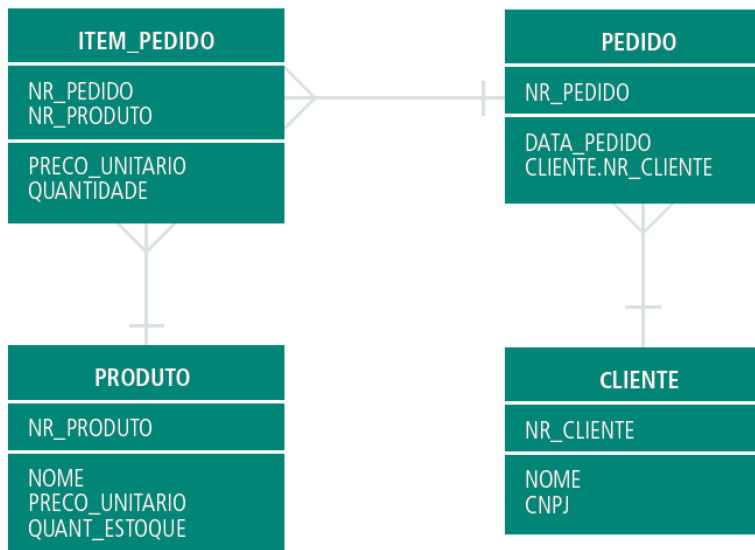 ITEM_PEDIDO
NR_PEDIDO
NR_PRODUTO
PRECO_UNITARIO
QUANTIDADE
PEDIDO
NR_PEDIDO
DATA_PEDIDO
CLIENTE.NR_CLIENTE
PRODUTO
NR_PRODUTO
NOME
PRECO_UNITARIO
QUANT_ESTOQUE
CLIENTE
NR_CLIENTE
NOME
CNPJ